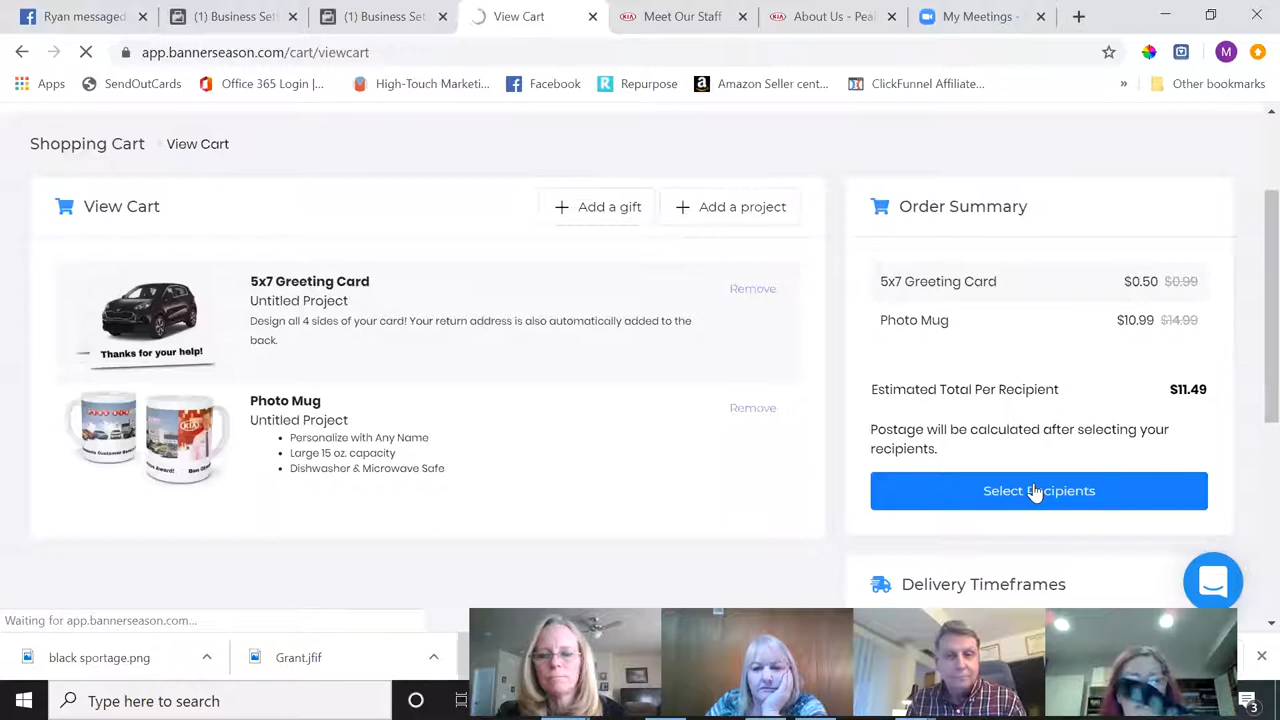 Ryan messaged
(1) Business Set
(1) Business Set
View Cart
Meet Our Staff
About Us - Pea
My Meetings -
app.bannerseason.com/cart/viewcart
M
Apps
SendOutCards
Office 365 Login |...
High-Touch Marketi...
Facebook
Repurpose
Amazon Seller cent...
ClickFunnel Affiliate...
»
Other bookmarks
Shopping Cart
View Cart
View Cart
+ Add a gift
+ Add a project
Order Summary
5x7 Greeting Card
Untitled Project
Design all 4 sides of your card! Your return address is also automatically added to the
back.
Remove
Thanks for your help!
5x7 Greeting Card
$0.50 $0.99
Photo Mug
$10.99 $14.99
Photo Mug
Untitled Project
• Personalize with Any Name
• Large 15 oz. capacity
• Dishwasher & Microwave Safe
Remove
KIA
Estimated Total Per Recipient
$11.49
Postage will be calculated after selecting your
recipients.
Select Recipients
Delivery Timeframes
Waiting for app.bannerseason.com...
black sportage.png
Grant.jfif
Type here to search
3